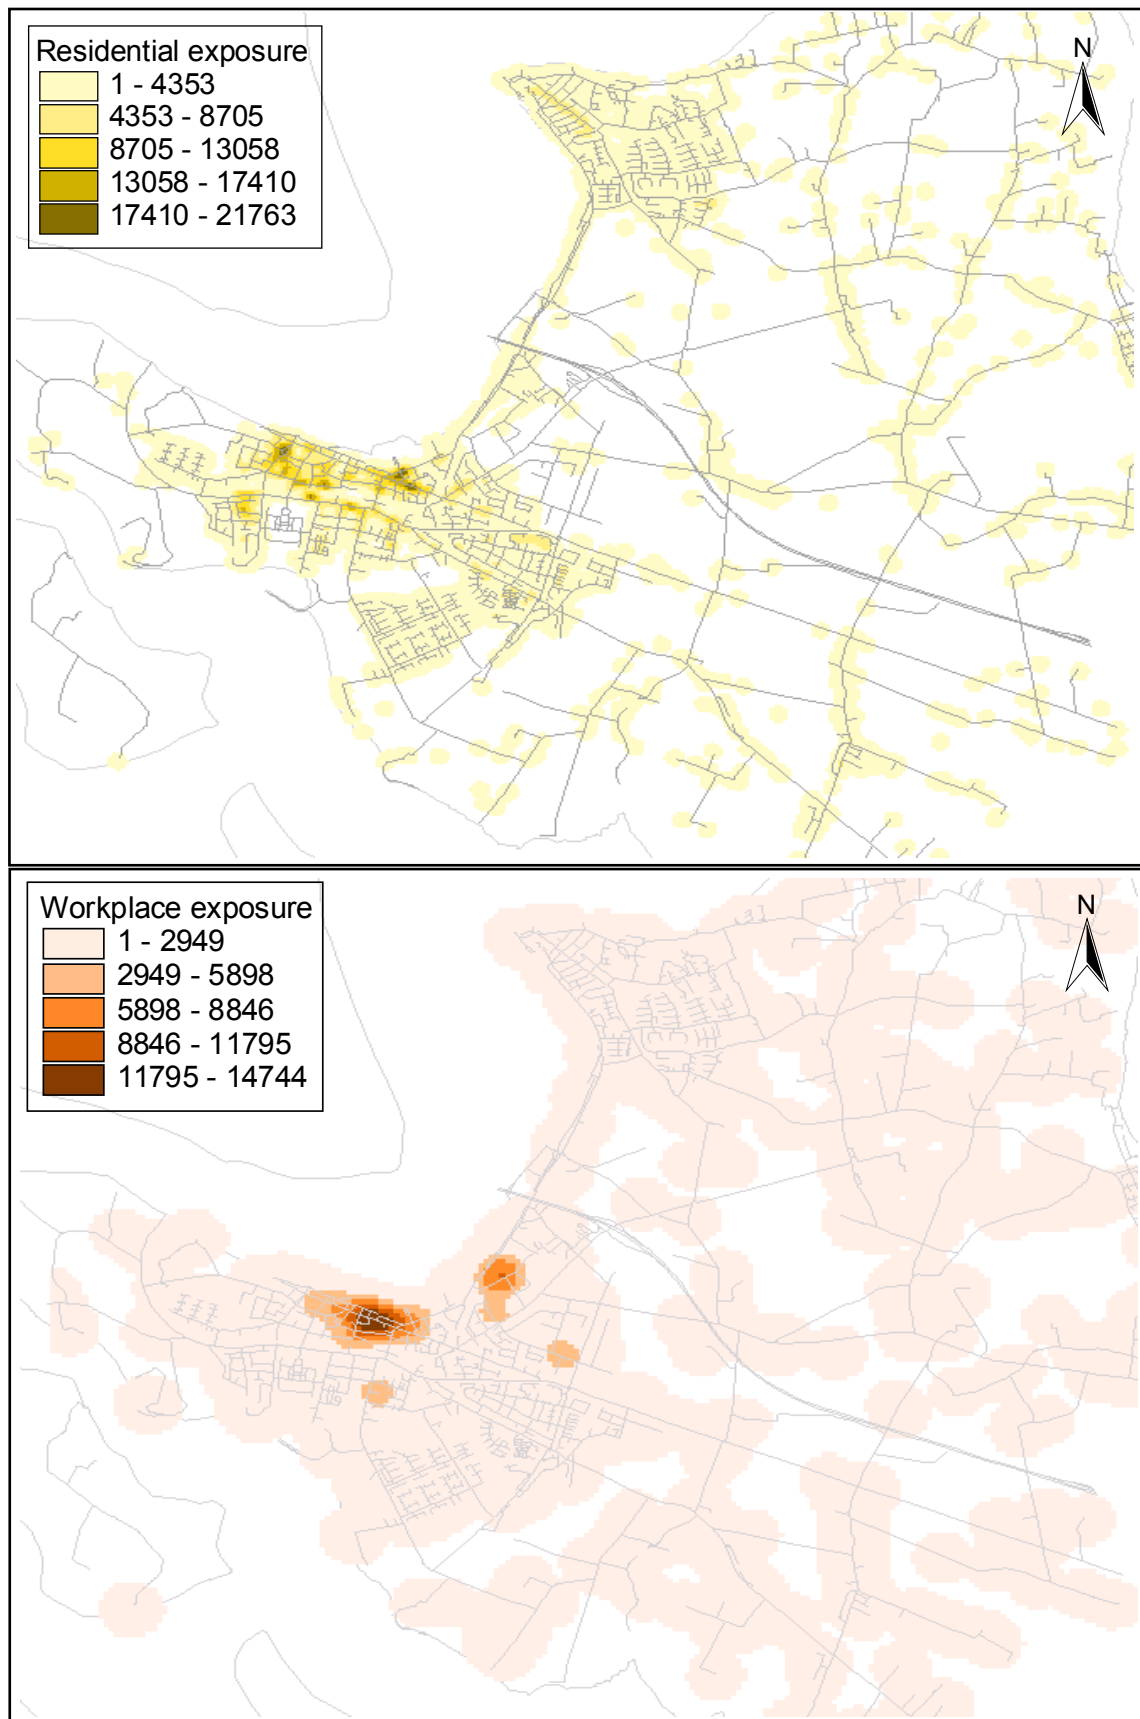 Residential exposure
1 - 4353
4353 - 8705
8705 - 13058
13058 - 17410
17410 - 21763
N
Workplace exposure
1 - 2949
2949 - 5898
5898 - 8846
8846 - 11795
11795 - 14744
N